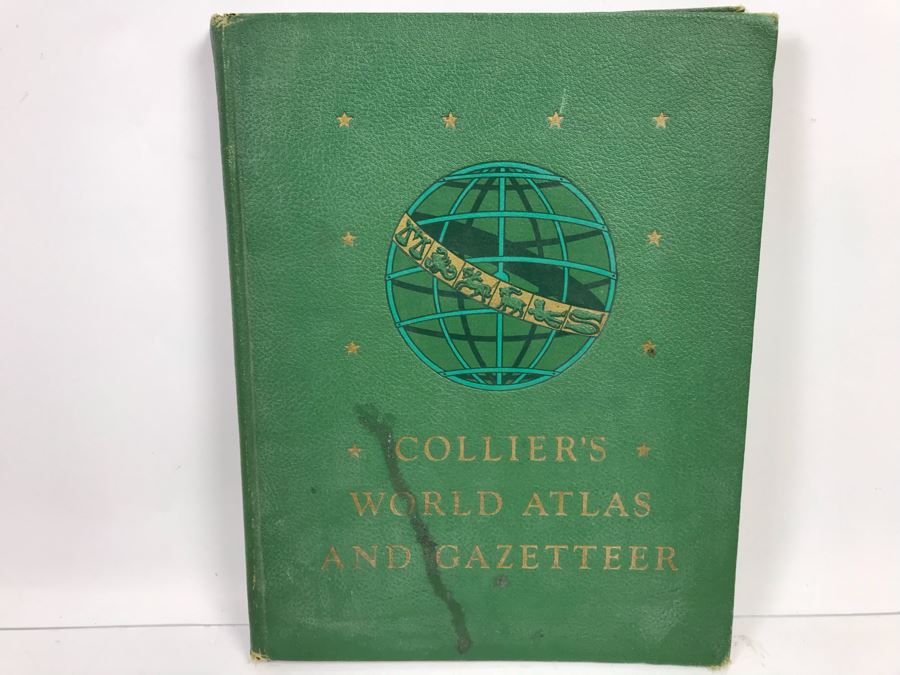 COLLIER'S
WORLD ATLAS
AND GAZETTEER